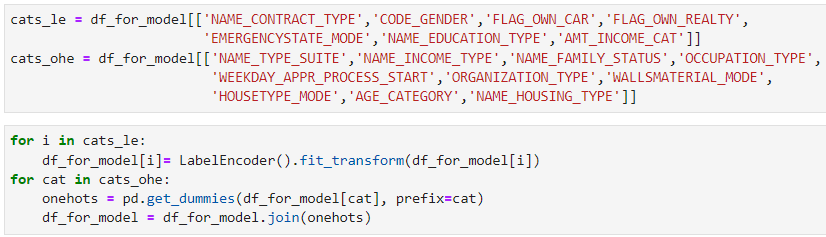 cats_le = df_for_model[['NAME_CONTRACT_TYPE','CODE_GENDER','FLAG_OWN_CAR','FLAG_OWN_REALTY',
'EMERGENCYSTATE_MODE','NAME_EDUCATION_TYPE','AMT_INCOME_CAT']]
cats_ohe = df_for_model[['NAME_TYPE_SUITE','NAME_INCOME_TYPE','NAME_FAMILY_STATUS','OCCUPATION_TYPE',
'WEEKDAY_APPR_PROCESS_START','ORGANIZATION_TYPE','WALLSMATERIAL_MODE',
'HOUSETYPE_MODE','AGE_CATEGORY','NAME_HOUSING_TYPE']]
for i in cats_le:
df_for_model[i]= LabelEncoder().fit_transform(df_for_model[i])
for cat in cats_ohe:
onehots = pd.get_dummies(df_for_model[cat], prefix=cat)
df_for_model = df_for_model.join(onehots)